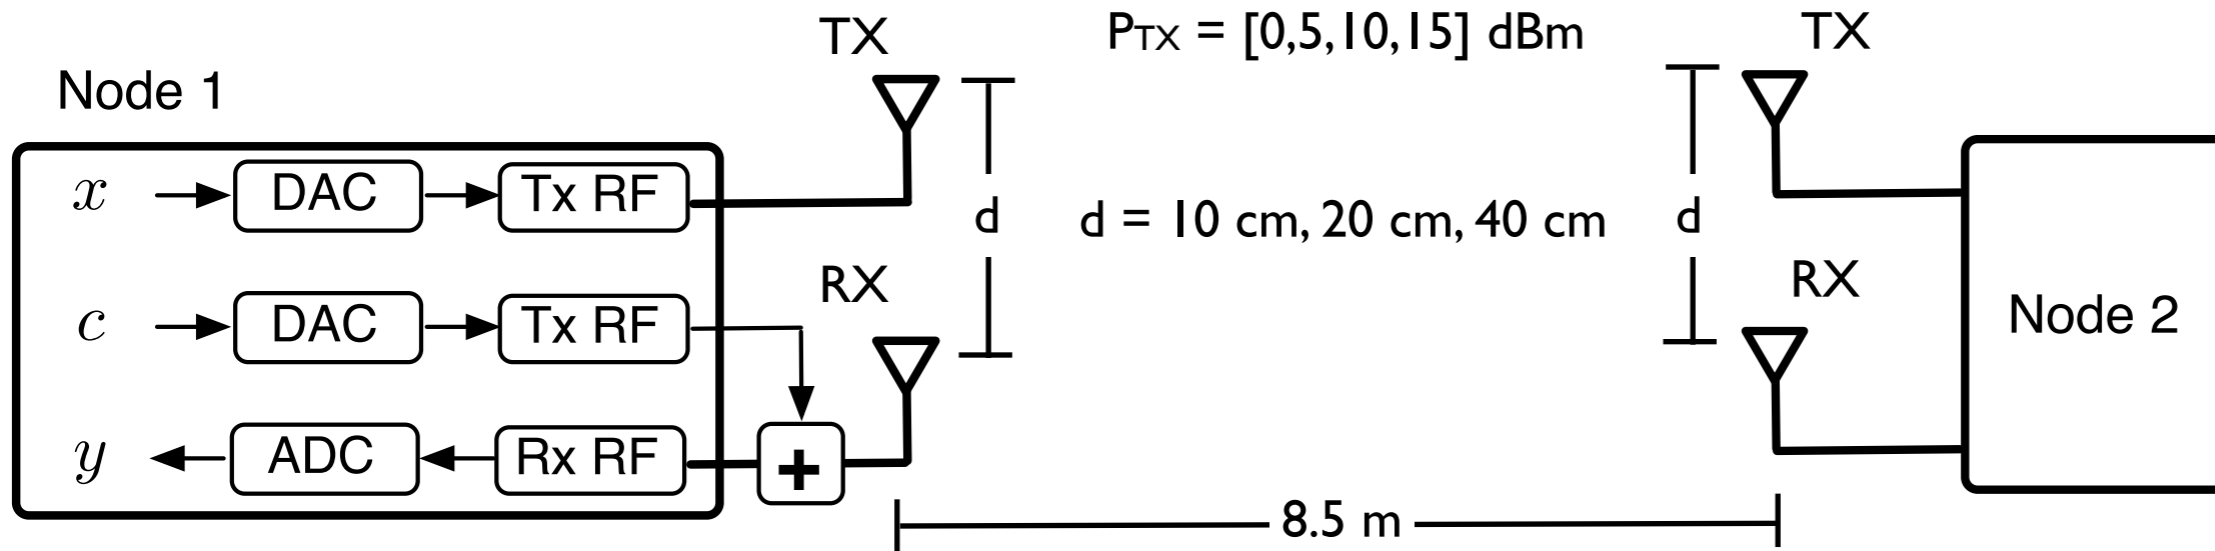 TX
P_TX = [0,5,10,15] dBm
TX
Node 1
x
DAC
Tx RF
d
d = 10 cm, 20 cm, 40 cm
d
RX
RX
c
DAC
Tx RF
Node 2
y
ADC
Rx RF
+
8.5 m